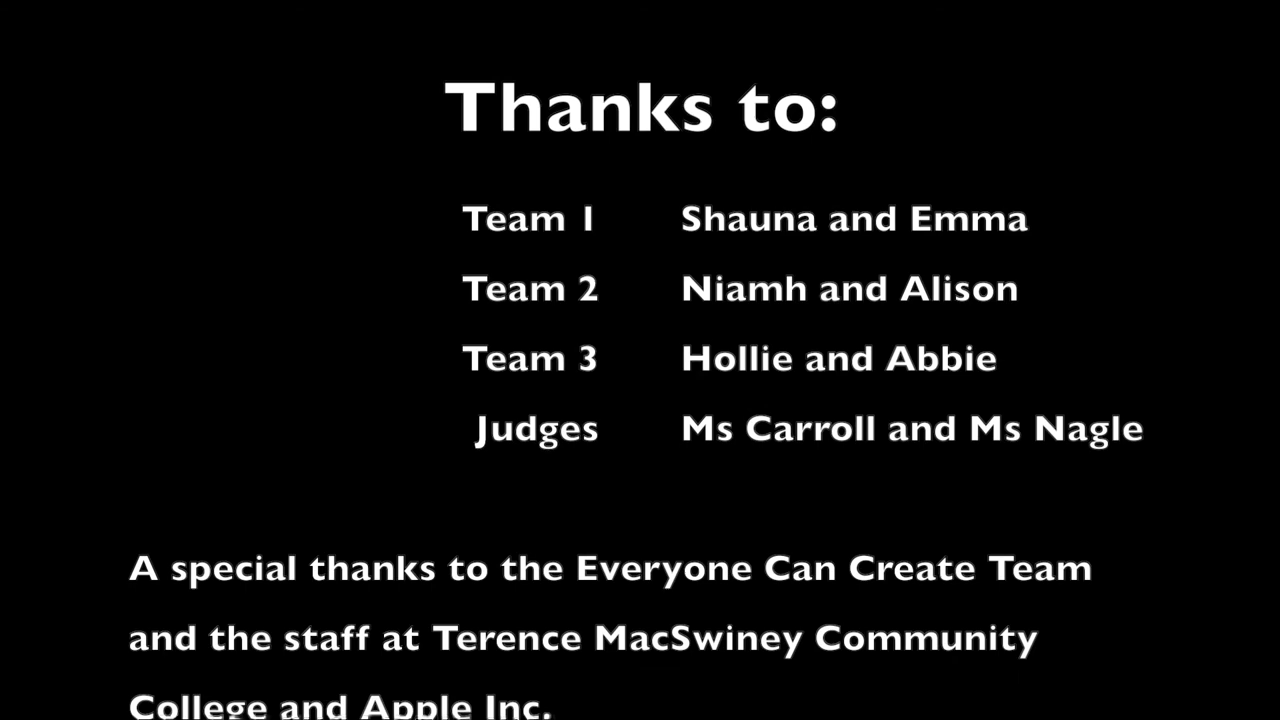 Thanks to:
Team 1 Shauna and Emma
Team 2 Niamh and Alison
Team 3 Hollie and Abbie
Judges Ms Carroll and Ms Nagle
A special thanks to the Everyone Can Create Team
and the staff at Terence MacSwiney Community
College and Apple Inc.